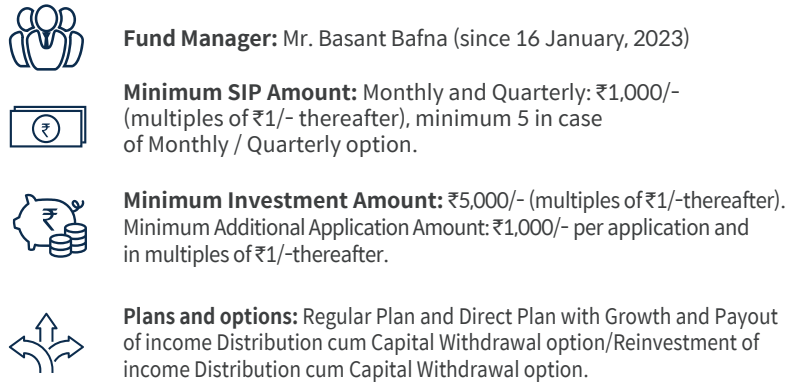 Fund Manager: Mr. Basant Bafna (since 16 January, 2023)
₹
Minimum SIP Amount: Monthly and Quarterly: ₹1,000/-
(multiples of ₹1/- thereafter), minimum 5 in case
of Monthly / Quarterly option.
₹
Minimum Investment Amount: ₹5,000/- (multiples of ₹1/-thereafter).
Minimum Additional Application Amount: ₹1,000/- per application and
in multiples of ₹1/-thereafter.
Plans and options: Regular Plan and Direct Plan with Growth and Payout
of income Distribution cum Capital Withdrawal option/Reinvestment of
income Distribution cum Capital Withdrawal option.